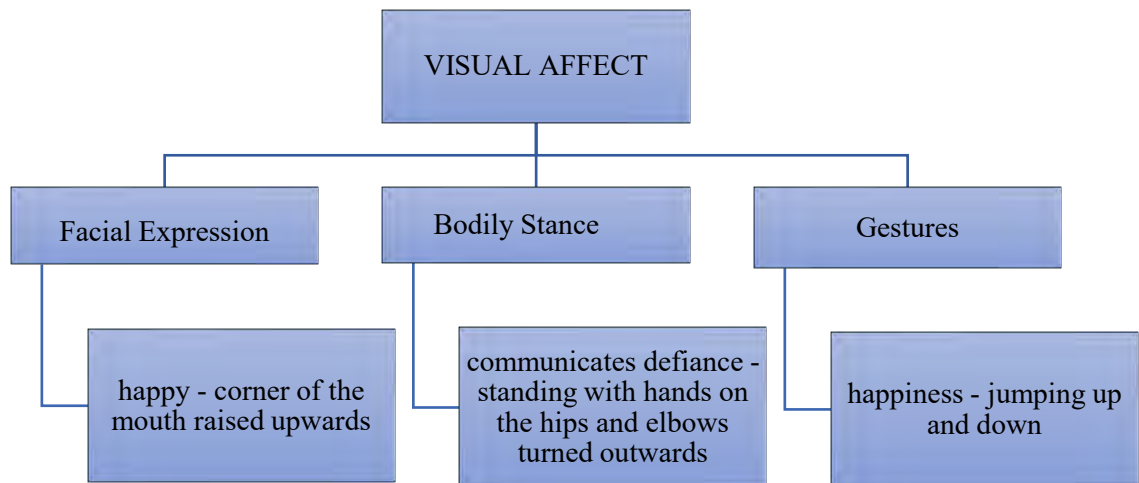 VISUAL AFFECT
Facial Expression
Bodily Stance
Gestures
happy - corner of the
mouth raised upwards
communicates defiance -
standing with hands on
the hips and elbows
turned outwards
happiness - jumping up
and down